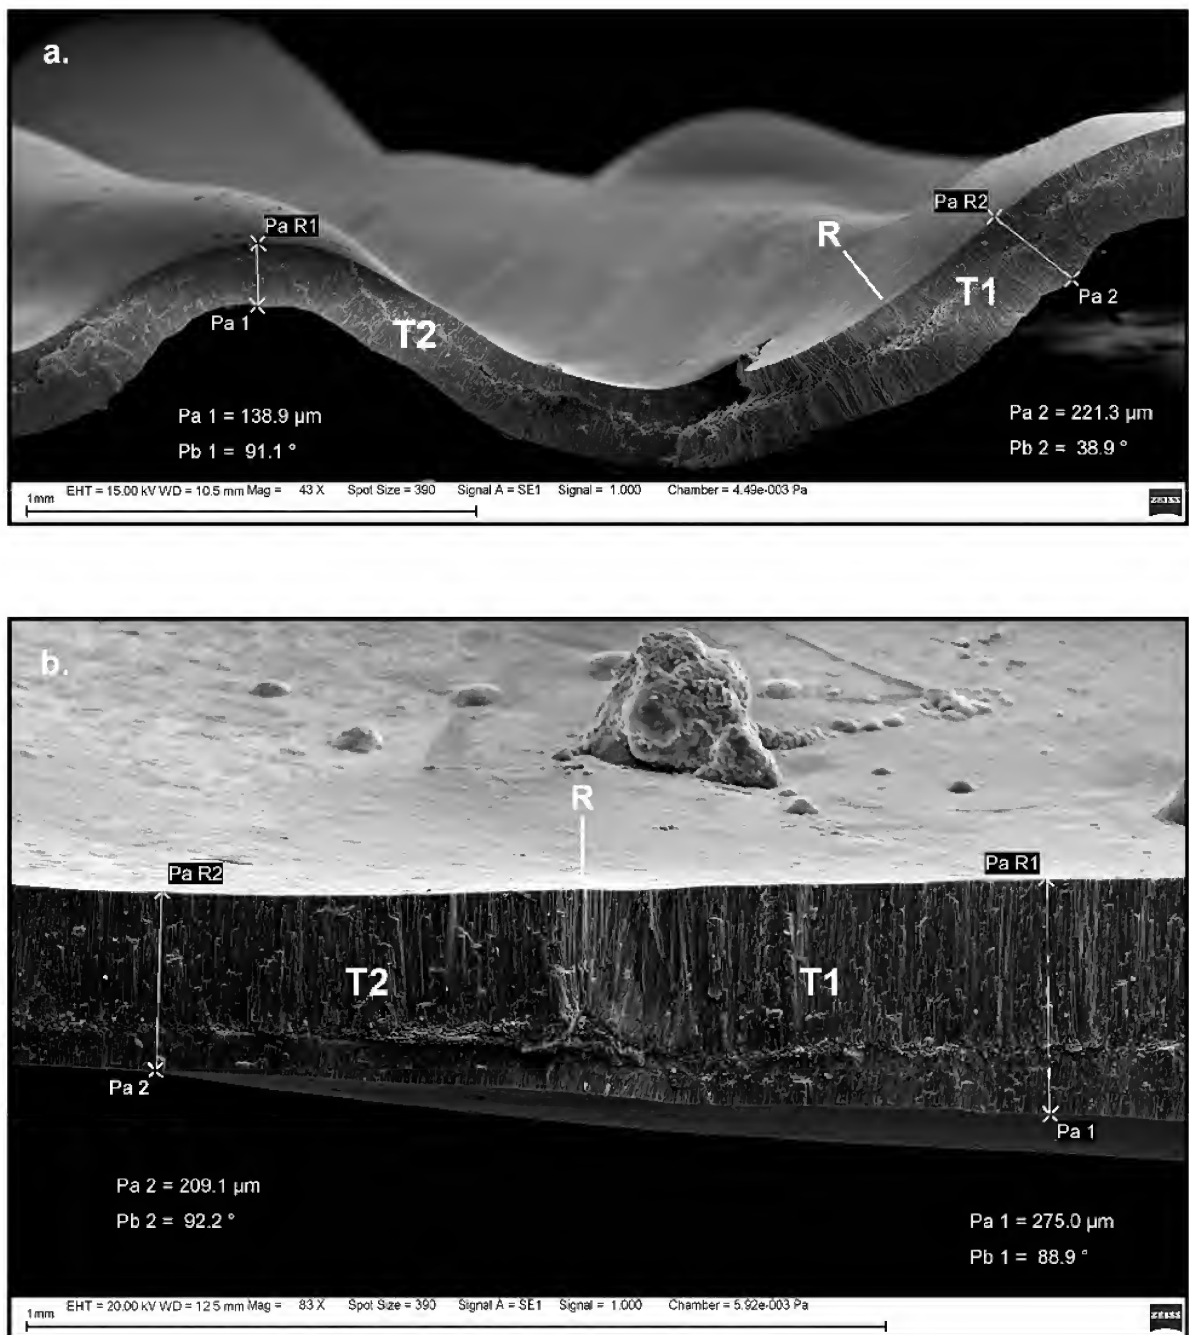 a.
Pa R1
Pa R2
R
T1
T2
Pa 1
Pa 2
Pa 1 = 138.9 µm
Pb 1 = 91.1 °
Pa 2 = 221.3 µm
Pb 2 = 38.9 °
1mm EHT = 15.00 kV WD = 10.5 mm Mag = 43 X Spot Size = 390 Signal A = SE1 Signal = 1.000 Chamber = 4.49e-003 Pa
ZEISS
b.
R
Pa R2
Pa R1
T2
T1
Pa 2
Pa 1
Pa 2 = 209.1 µm
Pb 2 = 92.2 °
Pa 1 = 275.0 µm
Pb 1 = 88.9 °
1mm EHT = 20.00 kV WD = 12.5 mm Mag = 83 X Spot Size = 390 Signal A = SE1 Signal = 1.000 Chamber = 5.92e-003 Pa
ZEISS